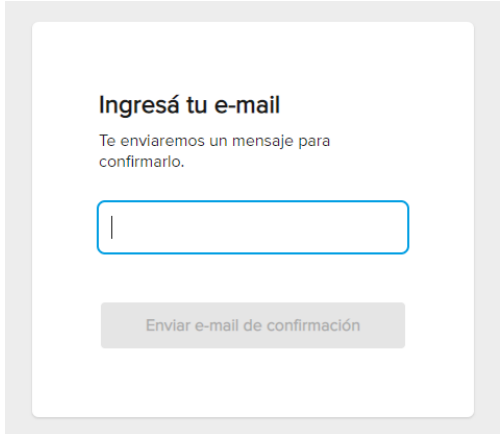 Ingresá tu e-mail
Te enviaremos un mensaje para
confirmarlo.
Enviar e-mail de confirmación